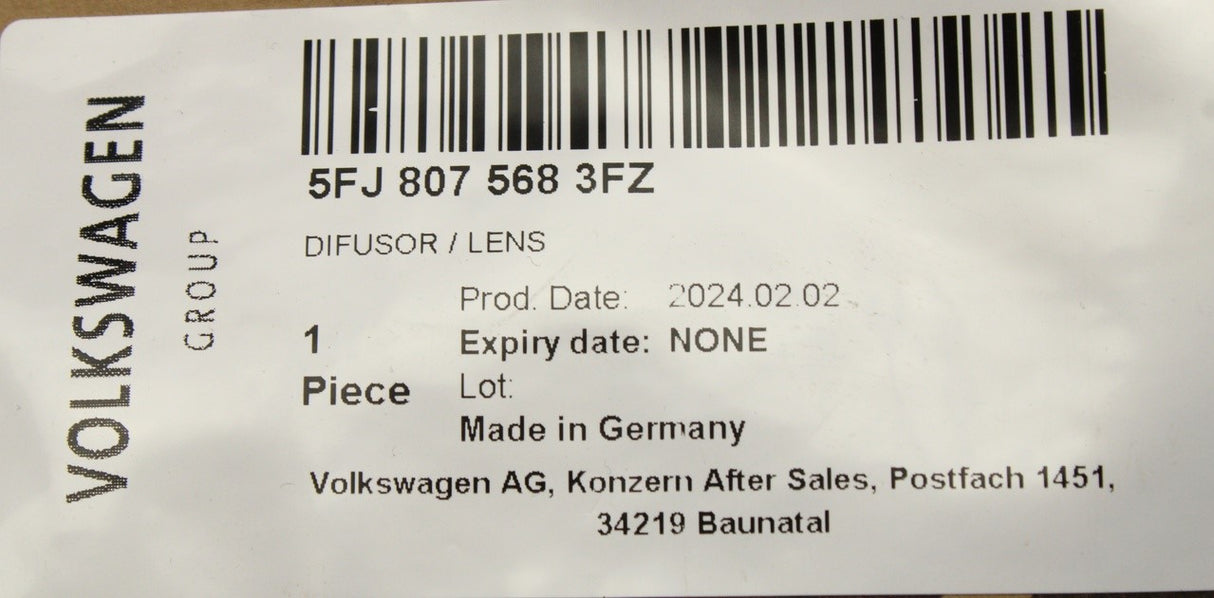 VOLKSWAGEN
GROUP
5FJ 807 568 3FZ
DIFUSOR / LENS
Prod. Date: 2024.02.02
1 Expiry date: NONE
Piece Lot:
Made in Germany
Volkswagen AG, Konzern After Sales, Postfach 1451,
34219 Baunatal